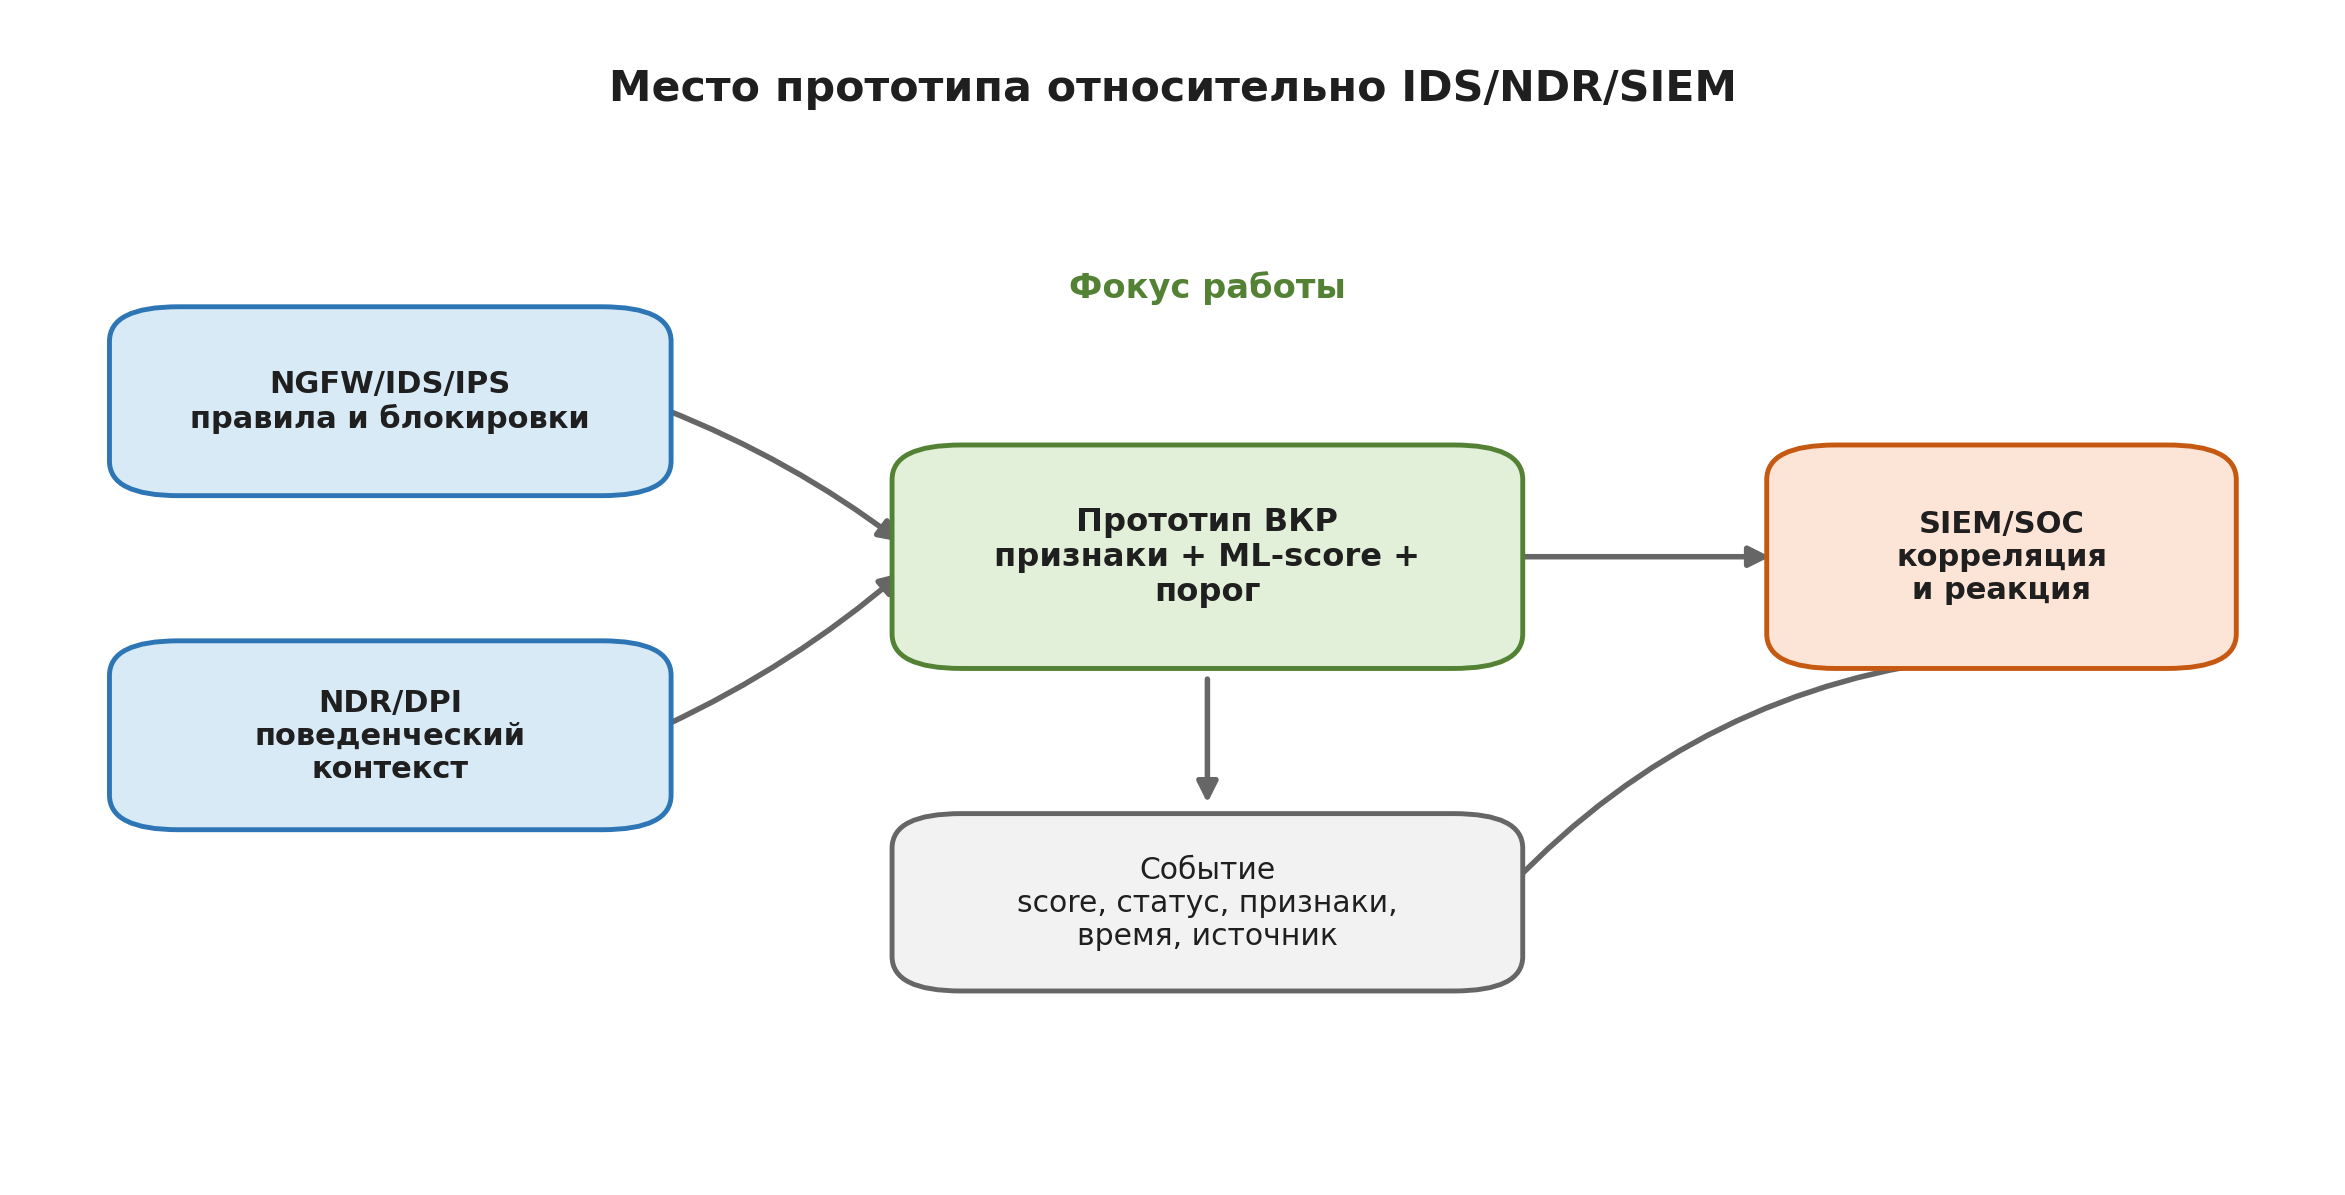 Место прототипа относительно IDS/NDR/SIEM
Фокус работы
NGFW/IDS/IPS
правила и блокировки
NDR/DPI
поведенческий
контекст
Прототип ВКР
признаки + ML-score +
порог
SIEM/SOC
корреляция
и реакция
Событие
score, статус, признаки,
время, источник